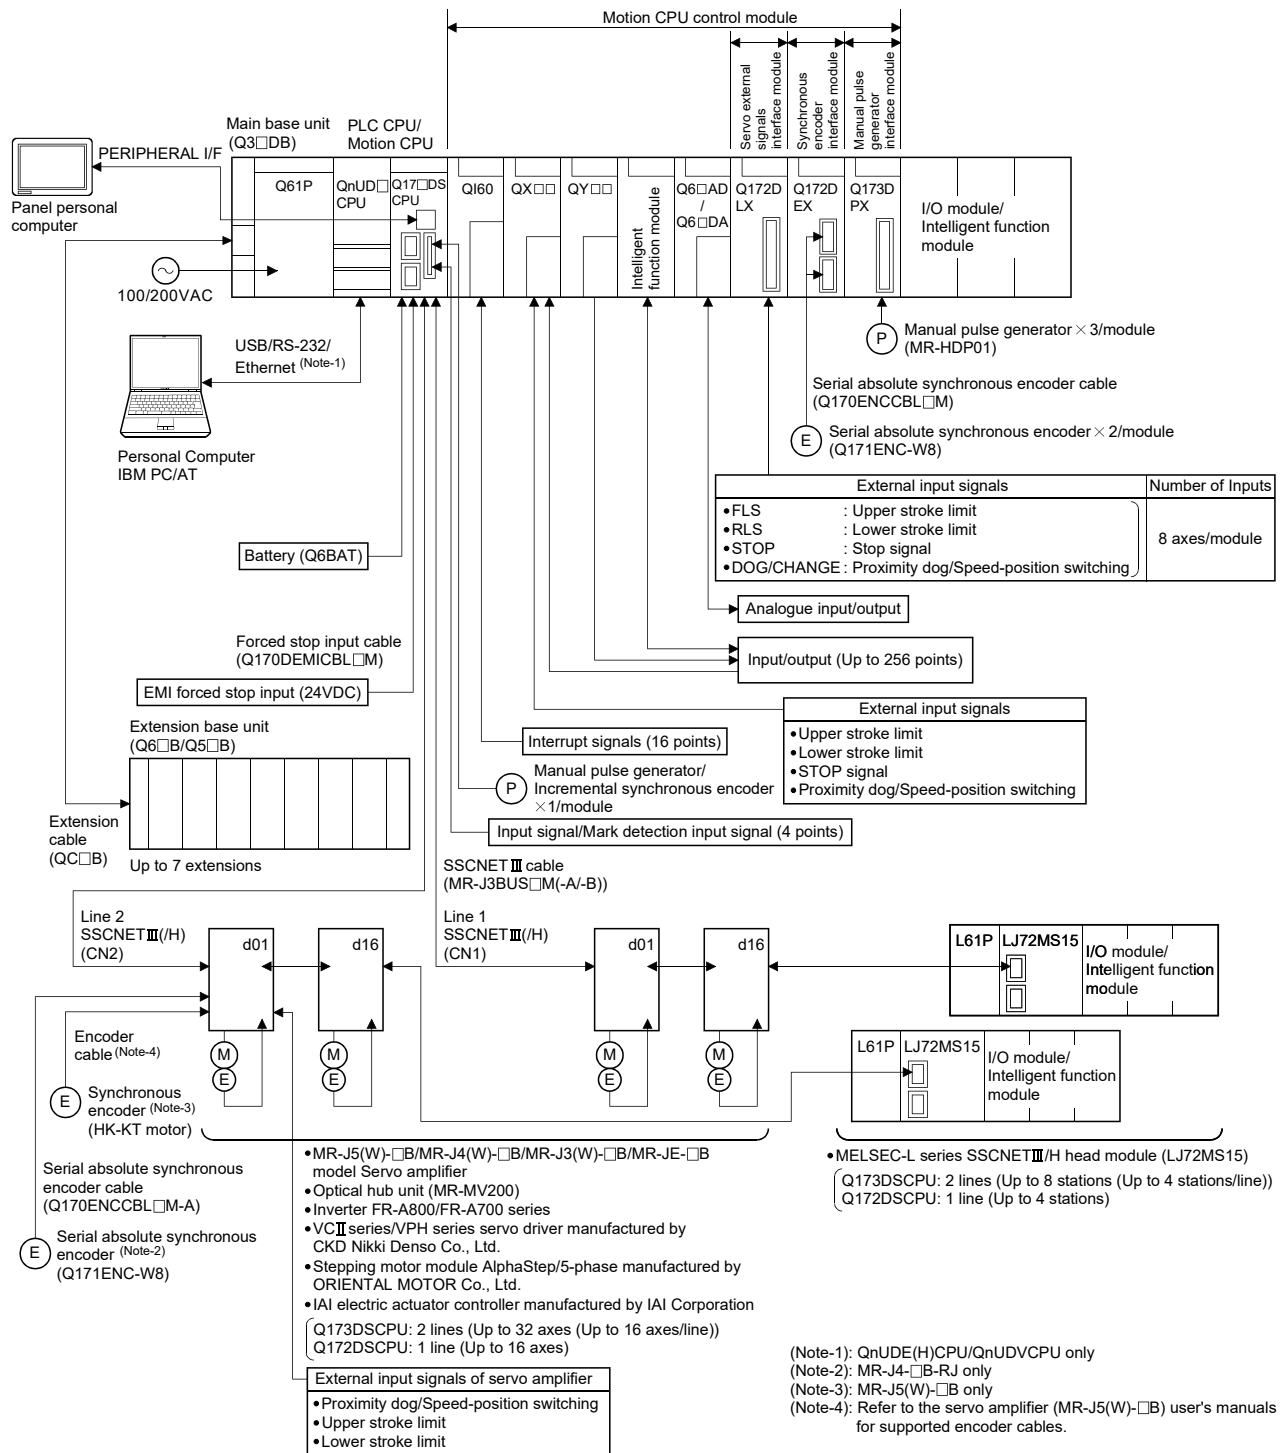 Motion CPU control module
Servo external
signals
interface module
Synchronous
encoder
interface module
Manual pulse
generator
interface module
Main base unit
(Q3□DB)
PLC CPU/
Motion CPU
PERIPHERAL I/F
Panel personal
computer
Q61P
QnUD□
CPU
Q17□DS
CPU
QI60
QX□□
QY□□
Intelligent
function module
Q6□AD
/
Q6□DA
Q172D
LX
Q172D
EX
Q173D
PX
I/O module/
Intelligent function
module
100/200VAC
USB/RS-232/
Ethernet (Note-1)
Personal Computer
IBM PC/AT
P
Manual pulse generator×3/module
(MR-HDP01)
Serial absolute synchronous encoder cable
(Q170ENCCBL□M)
E
Serial absolute synchronous encoder×2/module
(Q171ENC-W8)
External input signals
Number of Inputs
•FLS : Upper stroke limit
•RLS : Lower stroke limit
•STOP : Stop signal
•DOG/CHANGE : Proximity dog/Speed-position switching
8 axes/module
Battery (Q6BAT)
Analogue input/output
Forced stop input cable
(Q170DEMICBL□M)
Input/output (Up to 256 points)
EMI forced stop input (24VDC)
External input signals
•Upper stroke limit
•Lower stroke limit
•STOP signal
•Proximity dog/Speed-position switching
Extension base unit
(Q6□B/Q5□B)
Interrupt signals (16 points)
P
Manual pulse generator/
Incremental synchronous encoder
×1/module
Extension
cable
(QC□B)
Up to 7 extensions
Input signal/Mark detection input signal (4 points)
SSCNETⅢ cable
(MR-J3BUS□M(-A/-B))
Line 2
SSCNETⅢ(/H)
(CN2)
d01
d16
Line 1
SSCNETⅢ(/H)
(CN1)
d01
d16
L61P
LJ72MS15
I/O module/
Intelligent function
module
L61P
LJ72MS15
I/O module/
Intelligent function
module
M
E
M
E
M
E
M
E
Encoder
cable (Note-4)
E
Synchronous
encoder (Note-3)
(HK-KT motor)
Serial absolute synchronous
encoder cable
(Q170ENCCBL□M-A)
E
Serial absolute synchronous
encoder (Note-2)
(Q171ENC-W8)
•MR-J5(W)-□B/MR-J4(W)-□B/MR-J3(W)-□B/MR-JE-□B
model Servo amplifier
•Optical hub unit (MR-MV200)
•Inverter FR-A800/FR-A700 series
•VCⅡ series/VPH series servo driver manufactured by
CKD Nikki Denso Co., Ltd.
•Stepping motor module AlphaStep/5-phase manufactured by
ORIENTAL MOTOR Co., Ltd.
•IAI electric actuator controller manufactured by IAI Corporation
Q173DSCPU: 2 lines (Up to 32 axes (Up to 16 axes/line))
Q172DSCPU: 1 line (Up to 16 axes)
•MELSEC-L series SSCNETⅢ/H head module (LJ72MS15)
Q173DSCPU: 2 lines (Up to 8 stations (Up to 4 stations/line))
Q172DSCPU: 1 line (Up to 4 stations)
External input signals of servo amplifier
•Proximity dog/Speed-position switching
•Upper stroke limit
•Lower stroke limit
(Note-1): QnUDE(H)CPU/QnUDVCPU only
(Note-2): MR-J4-□B-RJ only
(Note-3): MR-J5(W)-□B only
(Note-4): Refer to the servo amplifier (MR-J5(W)-□B) user's manuals
for supported encoder cables.